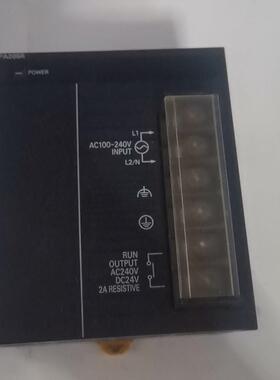 POWER
L1
AC100-240V
INPUT
L2/N
RUN
OUTPUT
AC240V
DC24V
2A RESISTIVE